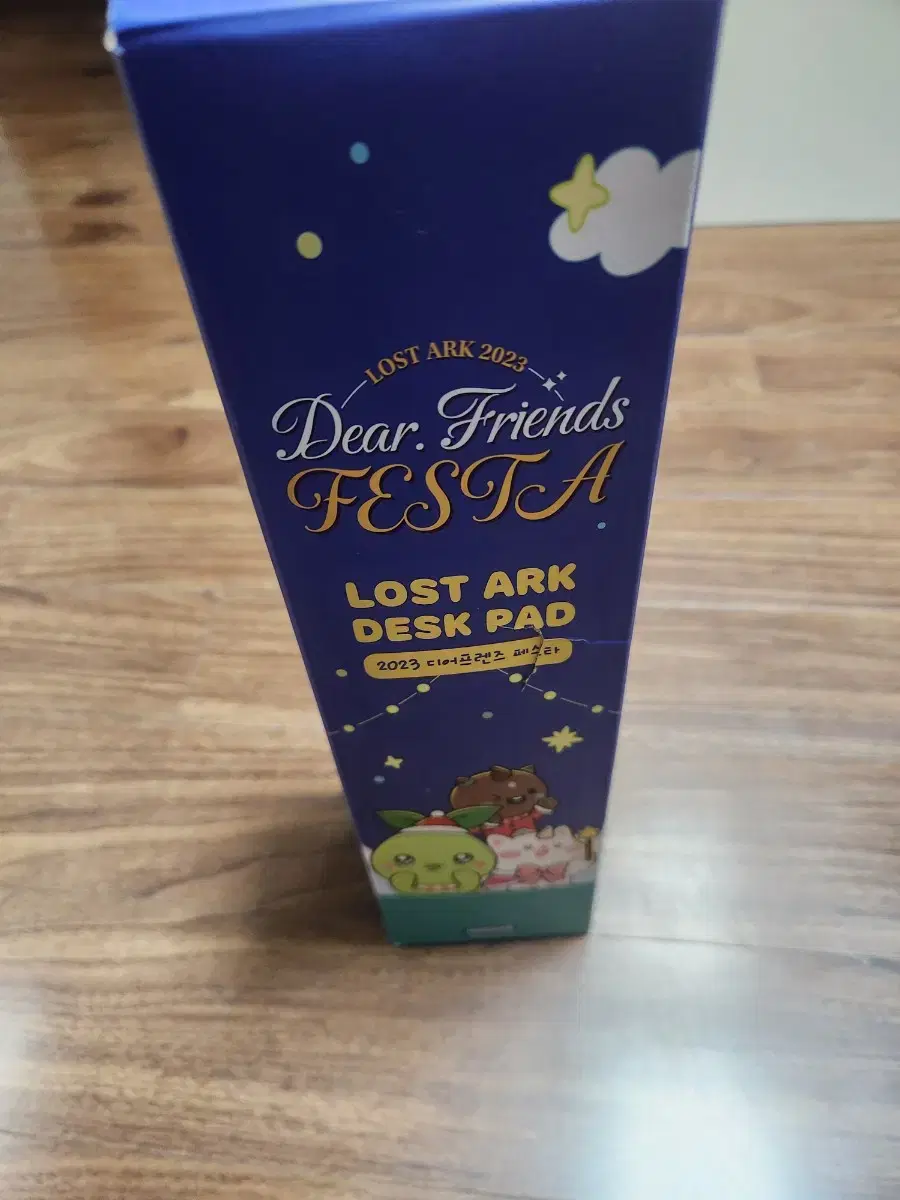 LOST ARK 2023
Dear. Friends
FESTA
LOST ARK
DESK PAD
2023 디어프렌즈 페스타